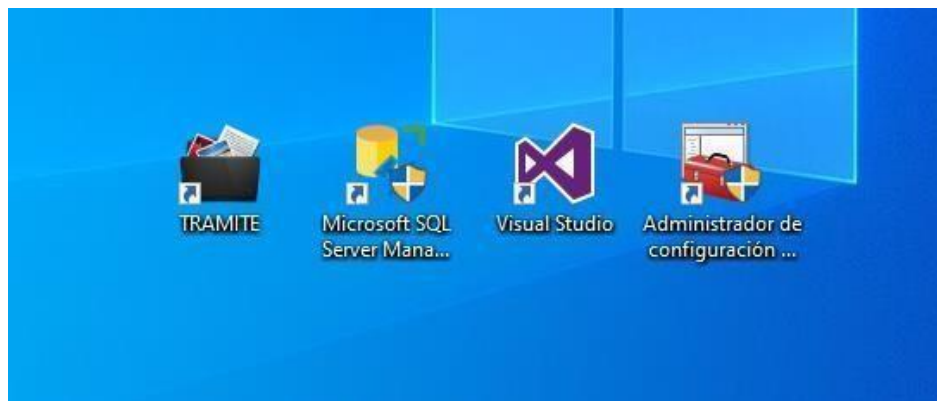 TRAMITE
Microsoft SQL
Server Mana...
Visual Studio
Administrador de
configuración ...